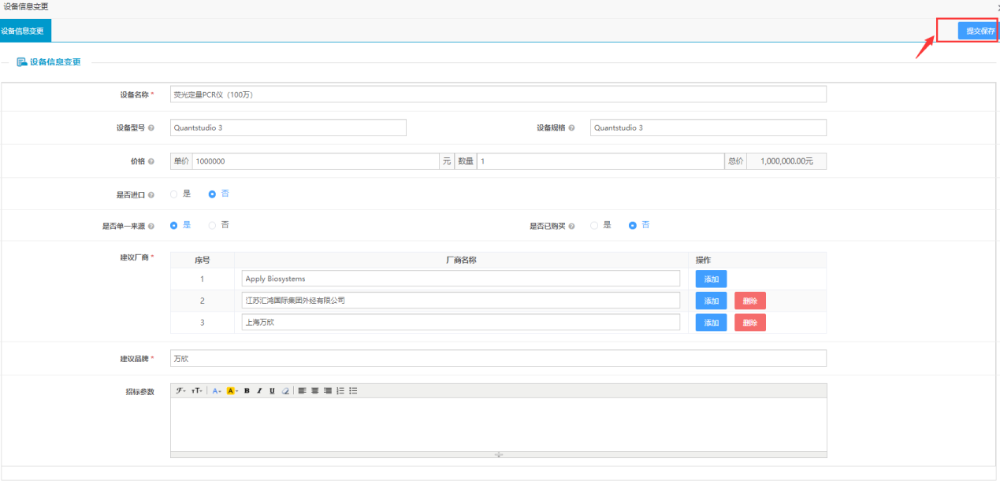 设备信息变更
设备信息变更 提交保存
设备信息变更
设备名称 * 荧光定量PCR仪（100万）
设备型号 Quantstudio 3 设备规格 Quantstudio 3
价格 单价 1000000 元 数量 1 总价 1,000,000.00元
是否进口 是 否
是否单一来源 是 否 是否已购买 是 否
建议厂商 * 序号 厂商名称 操作
1 Apply Biosystems 添加
2 江苏汇鸿国际集团外经有限公司 添加 删除
3 上海万欣 添加 删除
建议品牌 * 万欣
招标参数